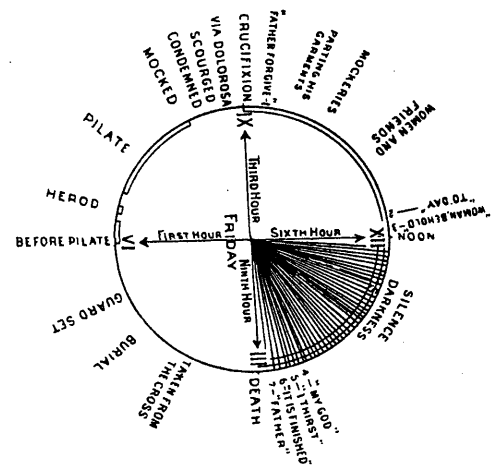 BEFORE PILATE
HEROD
PILATE
MOCKED
CONDEMNED
SCOURGED
VIA DOLOROSA
CRUCIFIXION
"FATHER FORGIVE-1"
PARTING HIS
GARMENTS
MOCKERIES
WOMEN AND
FRIENDS
"TO·DAY"—2
"WOMAN, BEHOLD"-3
NOON
SILENCE
DARKNESS
4-"MY GOD"
5-"I THIRST"
6-"IT IS FINISHED"
7-"FATHER"
DEATH
TAKEN FROM
THE CROSS
BURIAL
GUARD SET
VI
IX
XII
III
FIRST HOUR
THIRD HOUR
SIXTH HOUR
NINTH HOUR
FRIDAY